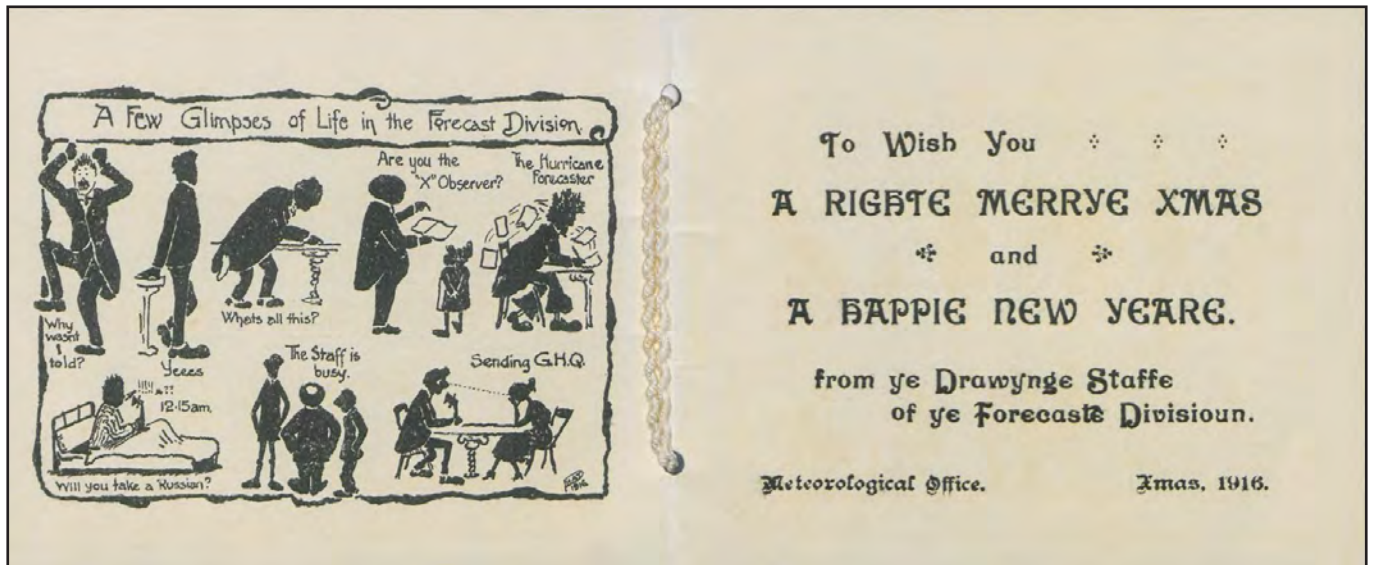 A Few Glimpses of Life in the Forecast Division.
Are you the
"X" Observer?
The Hurricane
Forecaster
Why
wasn't
I
told?
Yeees
Whats all this?
!!!! &??
12.15am.
Will you take a Russian?
The Staff is
busy.
Sending G.H.Q.
1916
To Wish You
A RIGHTE MERRYE XMAS
and
A HAPPIE NEW YEARE.
from ye Drawynge Staffe
of ye Forecaste Divisioun.
Meteorological Office.
Xmas, 1916.